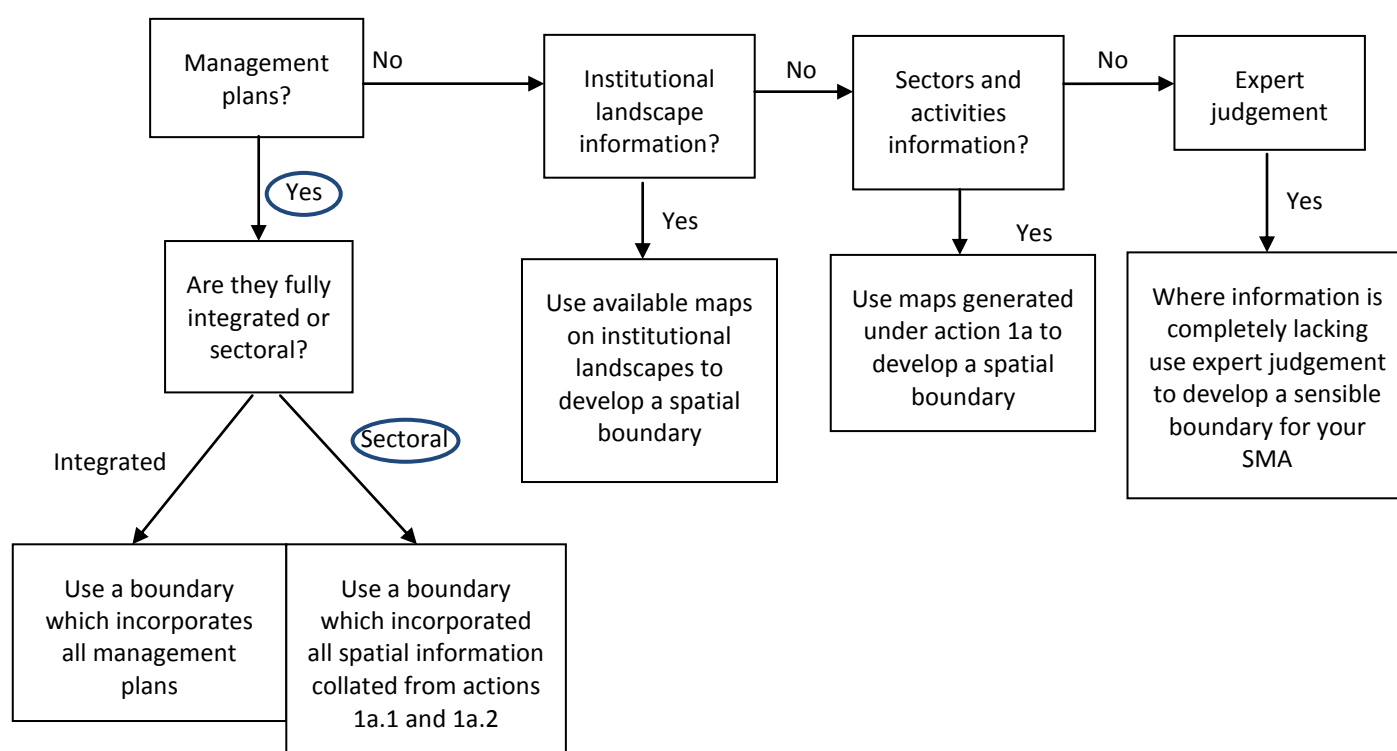 Management
plans?
No
Institutional
landscape
information?
No
Sectors and
activities
information?
No
Expert
judgement
Yes
Yes
Yes
Yes
Are they fully
integrated or
sectoral?
Use available maps
on institutional
landscapes to
develop a spatial
boundary
Use maps generated
under action 1a to
develop a spatial
boundary
Where information is
completely lacking
use expert judgement
to develop a sensible
boundary for your
SMA
Integrated
Sectoral
Use a boundary
which incorporates
all management
plans
Use a boundary
which incorporated
all spatial information
collated from actions
1a.1 and 1a.2